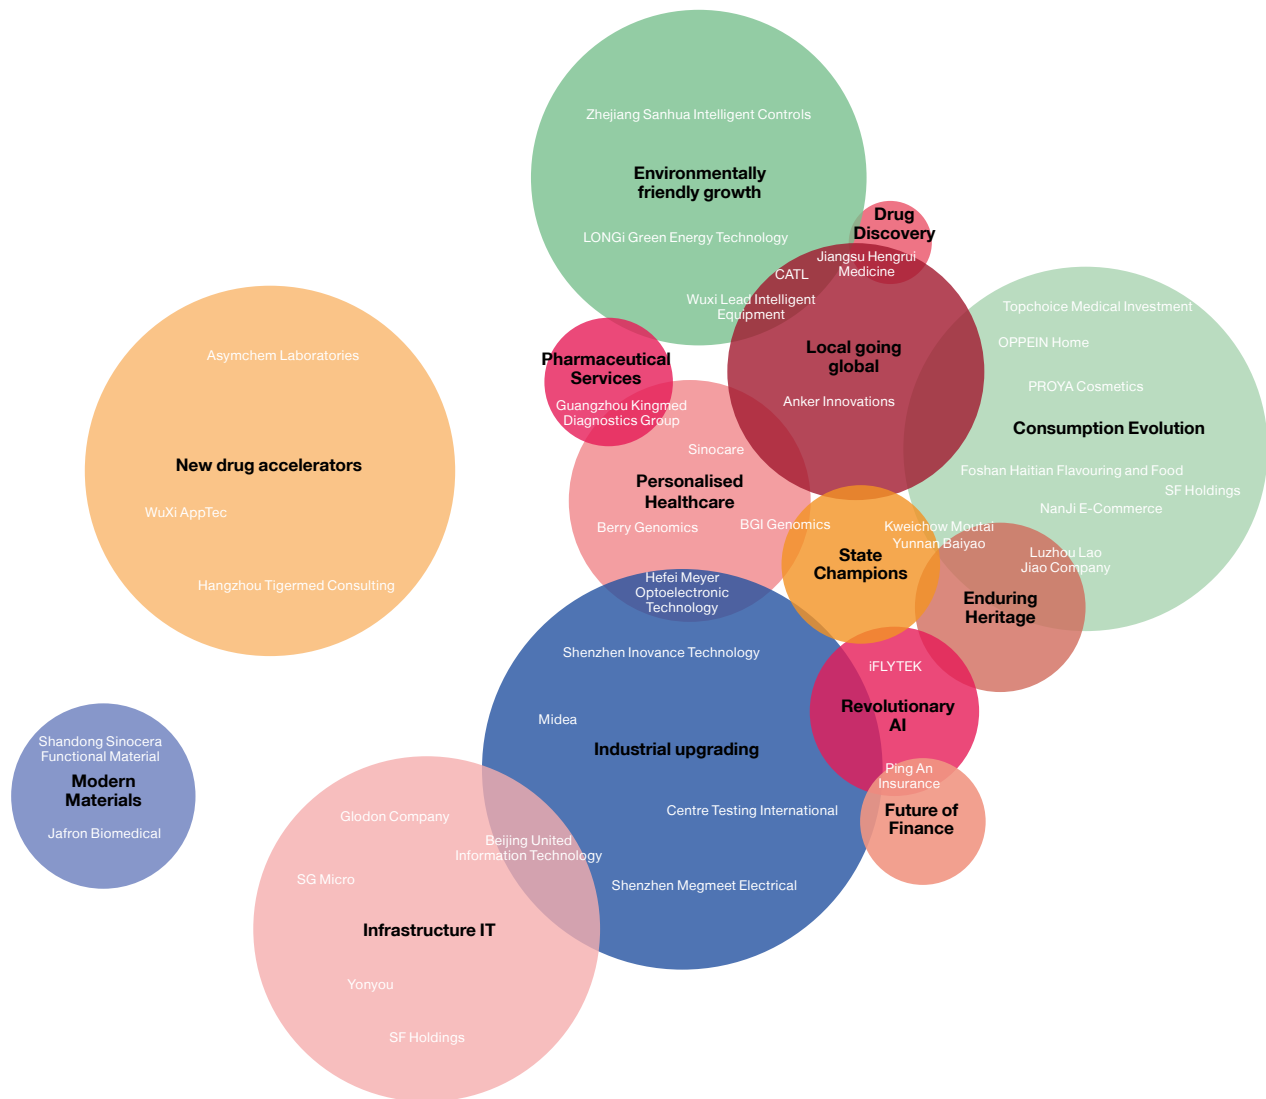 Zhejiang Sanhua Intelligent Controls
Environmentally
friendly growth
LONGi Green Energy Technology
CATL
Wuxi Lead Intelligent
Equipment
Drug
Discovery
Jiangsu Hengrui
Medicine
Local going
global
Anker Innovations
Topchoice Medical Investment
OPPEIN Home
PROYA Cosmetics
Consumption Evolution
Foshan Haitian Flavouring and Food
SF Holdings
NanJi E-Commerce
Kweichow Moutai
Yunnan Baiyao
Luzhou Lao
Jiao Company
Enduring
Heritage
State
Champions
Pharmaceutical
Services
Guangzhou Kingmed
Diagnostics Group
Sinocare
Personalised
Healthcare
Berry Genomics
BGI Genomics
Hefei Meyer
Optoelectronic
Technology
Asymchem Laboratories
New drug accelerators
WuXi AppTec
Hangzhou Tigermed Consulting
Shenzhen Inovance Technology
Midea
Industrial upgrading
Centre Testing International
Shenzhen Megmeet Electrical
iFLYTEK
Revolutionary
AI
Ping An
Insurance
Future of
Finance
Shandong Sinocera
Functional Material
Modern
Materials
Jafron Biomedical
Glodon Company
Beijing United
Information Technology
SG Micro
Infrastructure IT
Yonyou
SF Holdings